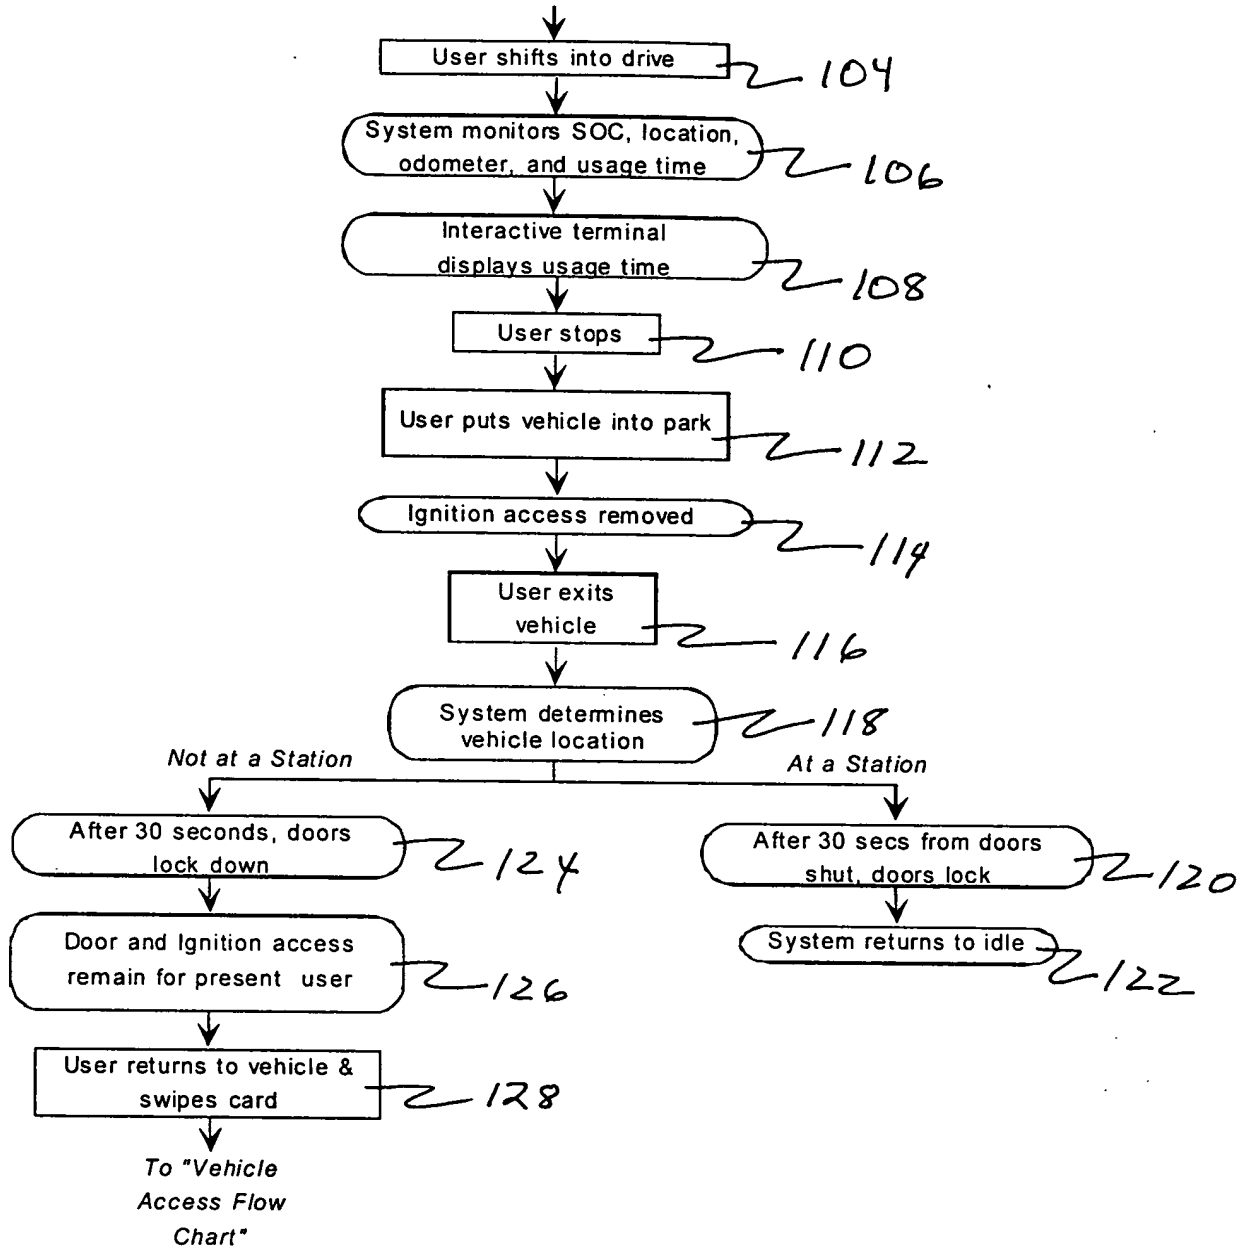 User shifts into drive
104
System monitors SOC, location,
odometer, and usage time
106
Interactive terminal
displays usage time
108
User stops
110
User puts vehicle into park
112
Ignition access removed
114
User exits
vehicle
116
System determines
vehicle location
118
Not at a Station
At a Station
After 30 seconds, doors
lock down
124
After 30 secs from doors
shut, doors lock
120
Door and Ignition access
remain for present user
126
System returns to idle
122
User returns to vehicle &
swipes card
128
To "Vehicle
Access Flow
Chart"